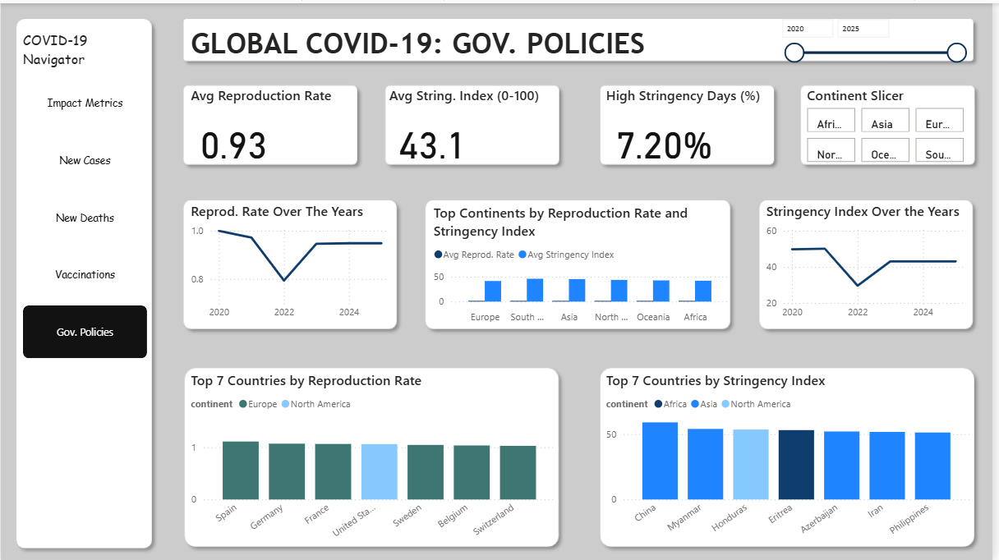 COVID-19
Navigator
Impact Metrics
New Cases
New Deaths
Vaccinations
Gov. Policies
GLOBAL COVID-19: GOV. POLICIES
2020 2025
Avg Reproduction Rate
0.93
Avg String. Index (0-100)
43.1
High Stringency Days (%)
7.20%
Continent Slicer
Afri... Asia Eur...
Nor... Oce... Sou...
Reprod. Rate Over The Years
1.0
0.8
2020 2022 2024
Top Continents by Reproduction Rate and
Stringency Index
Avg Reprod. Rate Avg Stringency Index
50
0
Europe South ... Asia North ... Oceania Africa
Stringency Index Over the Years
60
40
20
2020 2022 2024
Top 7 Countries by Reproduction Rate
continent Europe North America
1
0
Spain Germany France United Sta... Sweden Belgium Switzerland
Top 7 Countries by Stringency Index
continent Africa Asia North America
50
0
China Myanmar Honduras Eritrea Azerbaijan Iran Philippines